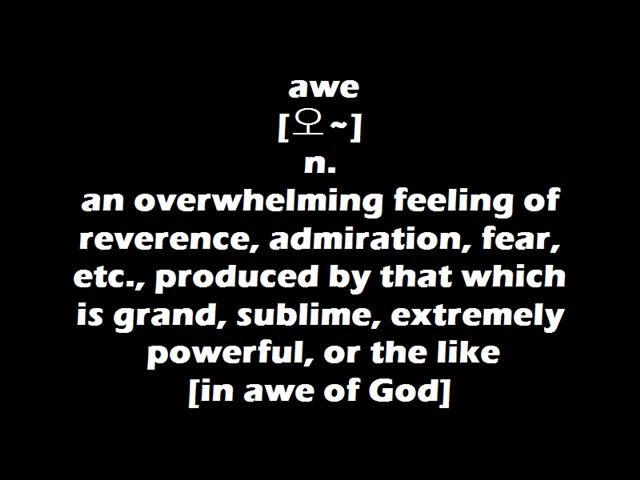 awe
[오~]
n.
an overwhelming feeling of
reverence, admiration, fear,
etc., produced by that which
is grand, sublime, extremely
powerful, or the like
[in awe of God]